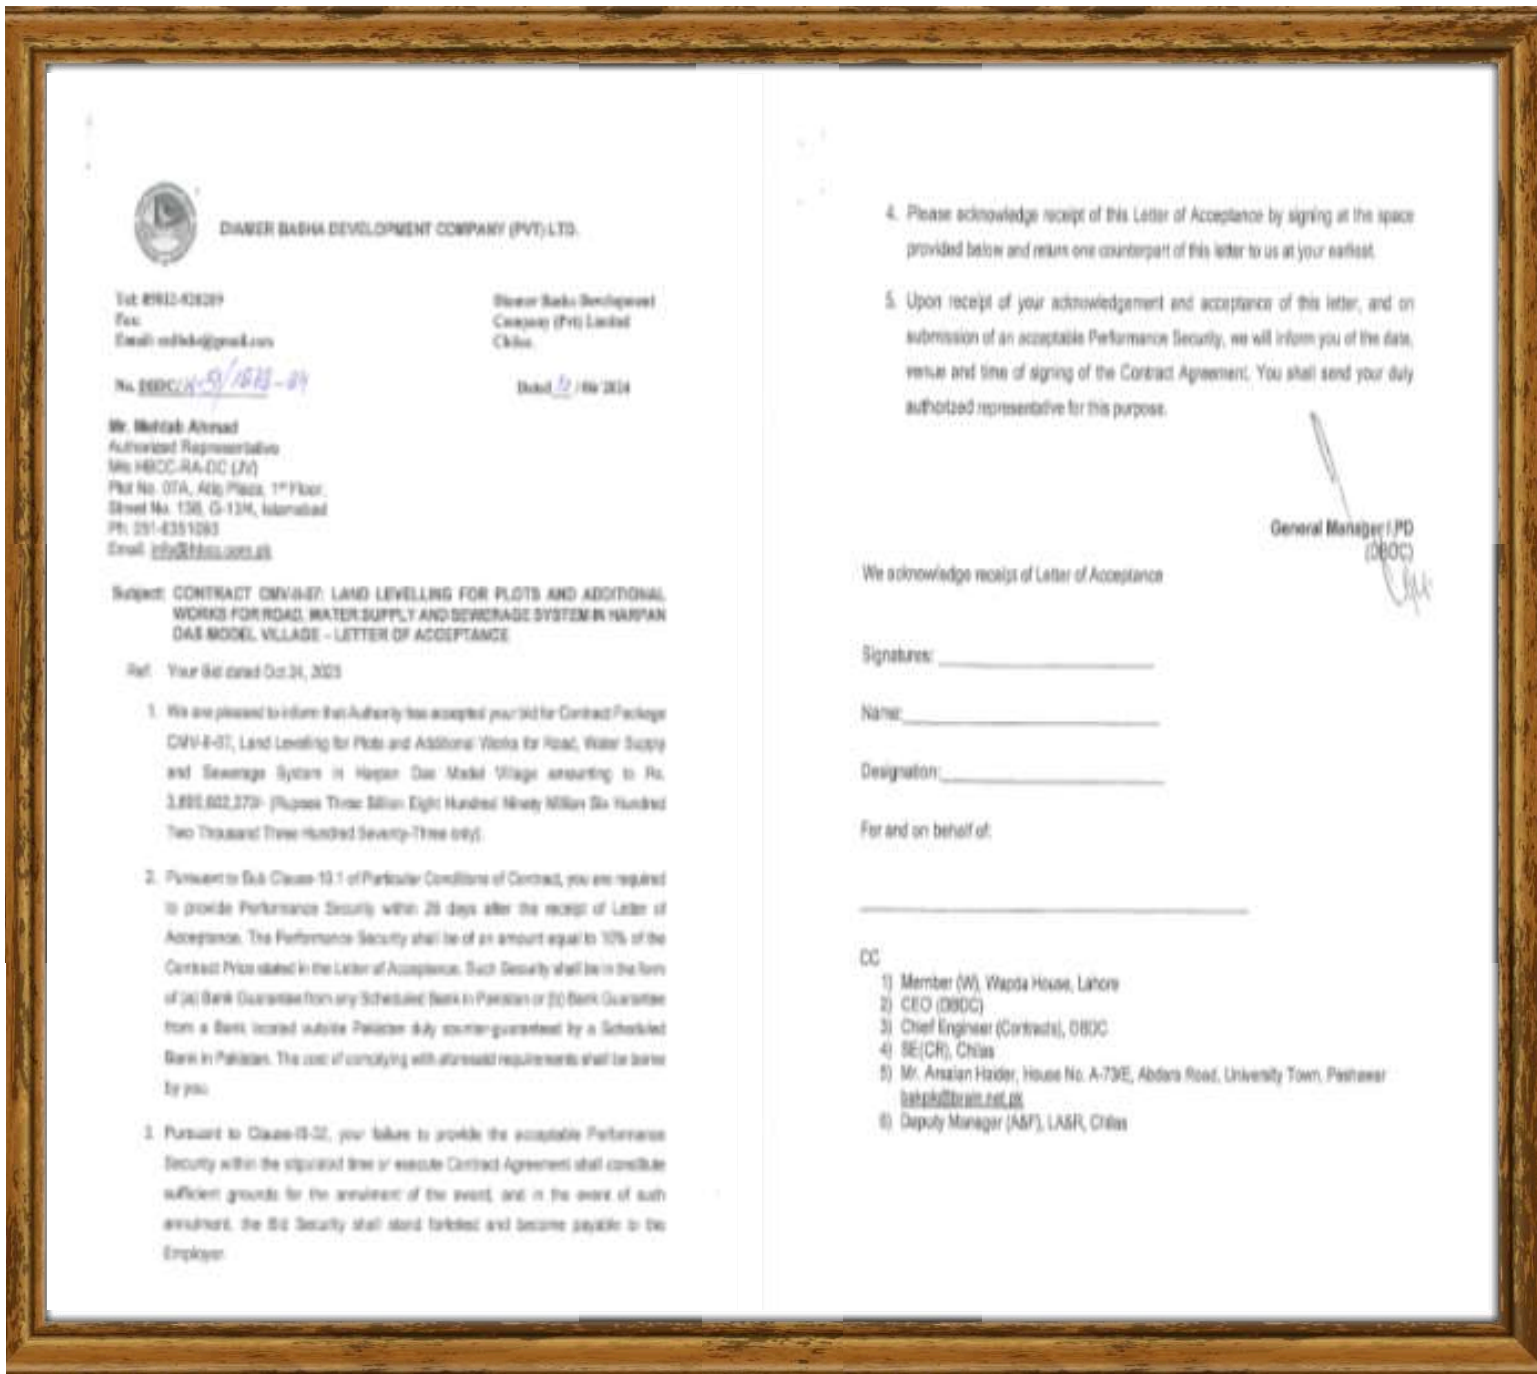 DIAMER BASHA DEVELOPMENT COMPANY (PVT) LTD.
Tel:
Fax:
Email:
Diamer Basha Development
Company (Pvt) Limited
Chilas.
No. DBDC/
Dated / 2024
Mr. Mehtab Ahmad
Authorized Representative
M/s HBCC-RA-DC (JV)
Plot No. 07A, Plaza, 1st Floor,
Street No. G-13/4, Islamabad
Ph:
Email:
Subject: CONTRACT CMV-II-07: LAND LEVELLING FOR PLOTS AND ADDITIONAL
WORKS FOR ROAD, WATER SUPPLY AND SEWERAGE SYSTEM IN HARPAN
DAS MODEL VILLAGE – LETTER OF ACCEPTANCE
Ref: Your Bid dated Oct 2023
1. We are pleased to inform that Authority has accepted your bid for Contract Package
CMV-II-07, Land Levelling for Plots and Additional Works for Road, Water Supply
and Sewerage System in Harpan Das Model Village amounting to Rs.
3,890,602,373/- (Rupees Three Billion Eight Hundred Ninety Million Six Hundred
Two Thousand Three Hundred Seventy-Three only).
2. Pursuant to Sub Clause-10.1 of Particular Conditions of Contract, you are required
to provide Performance Security within 28 days after the receipt of Letter of
Acceptance. The Performance Security shall be of an amount equal to 10% of the
Contract Price stated in the Letter of Acceptance. Such Security shall be in the form
of (a) Bank Guarantee from any Scheduled Bank in Pakistan or (b) Bank Guarantee
from a Bank located outside Pakistan duly counter-guaranteed by a Scheduled
Bank in Pakistan. The cost of complying with aforesaid requirements shall be borne
by you.
3. Pursuant to your failure to provide the acceptable Performance
Security within the stipulated time or execute Contract Agreement shall constitute
sufficient grounds for the annulment of the award, and in the event of such
annulment, the Bid Security shall stand forfeited and become payable to the
Employer.
4. Please acknowledge receipt of this Letter of Acceptance by signing at the space
provided below and return one counterpart of this letter to us at your earliest.
5. Upon receipt of your acknowledgement and acceptance of this letter, and on
submission of an acceptable Performance Security, we will inform you of the date,
venue and time of signing of the Contract Agreement. You shall send your duly
authorized representative for this purpose.
General Manager LPD
(DBDC)
We acknowledge receipt of Letter of Acceptance
Signatures:
Name:
Designation:
For and on behalf of:
CC
1) Member (W), Wapda House, Lahore
2) CEO (DBDC)
3) Chief Engineer (Contracts), DBDC
4) SE(CR), Chilas
5) Mr. Arsalan Haider, House No. A-73/E, Abdara Road, University Town, Peshawar
bakpk@brain.net.pk
6) Deputy Manager (A&F), LA&R, Chilas